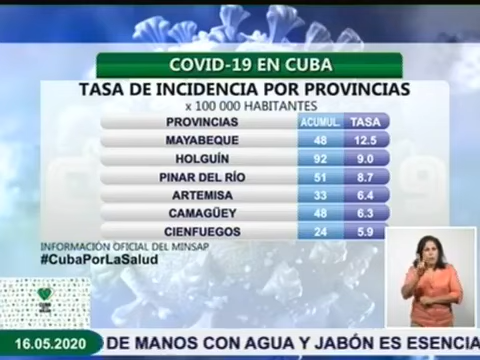 COVID-19 EN CUBA
TASA DE INCIDENCIA POR PROVINCIAS
x 100 000 HABITANTES
PROVINCIAS ACUMUL. TASA
MAYABEQUE 48 12.5
HOLGUÍN 92 9.0
PINAR DEL RÍO 51 8.7
ARTEMISA 33 6.4
CAMAGÜEY 48 6.3
CIENFUEGOS 24 5.9
INFORMACIÓN OFICIAL DEL MINSAP
#CubaPorLaSalud
16.05.2020 DE MANOS CON AGUA Y JABÓN ES ESENCIA